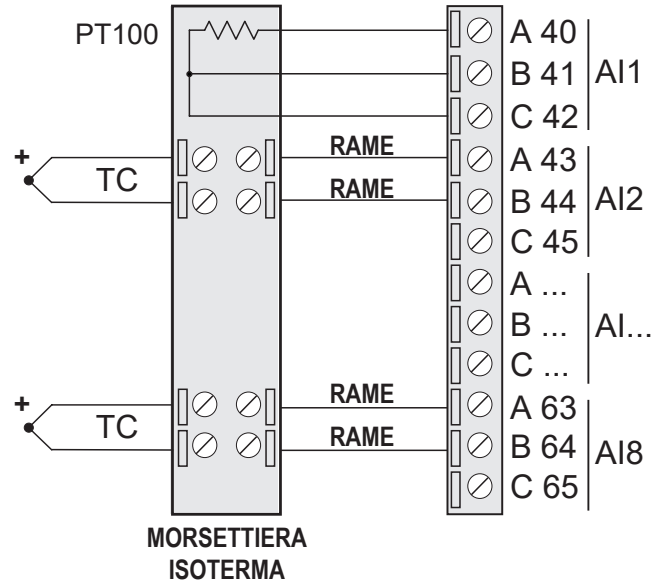 PT100
A 40
B 41
C 42
AI1
+
TC
RAME
RAME
A 43
B 44
C 45
AI2
A ...
B ...
C ...
AI...
+
TC
RAME
RAME
A 63
B 64
C 65
AI8
MORSETTIERA
ISOTERMA